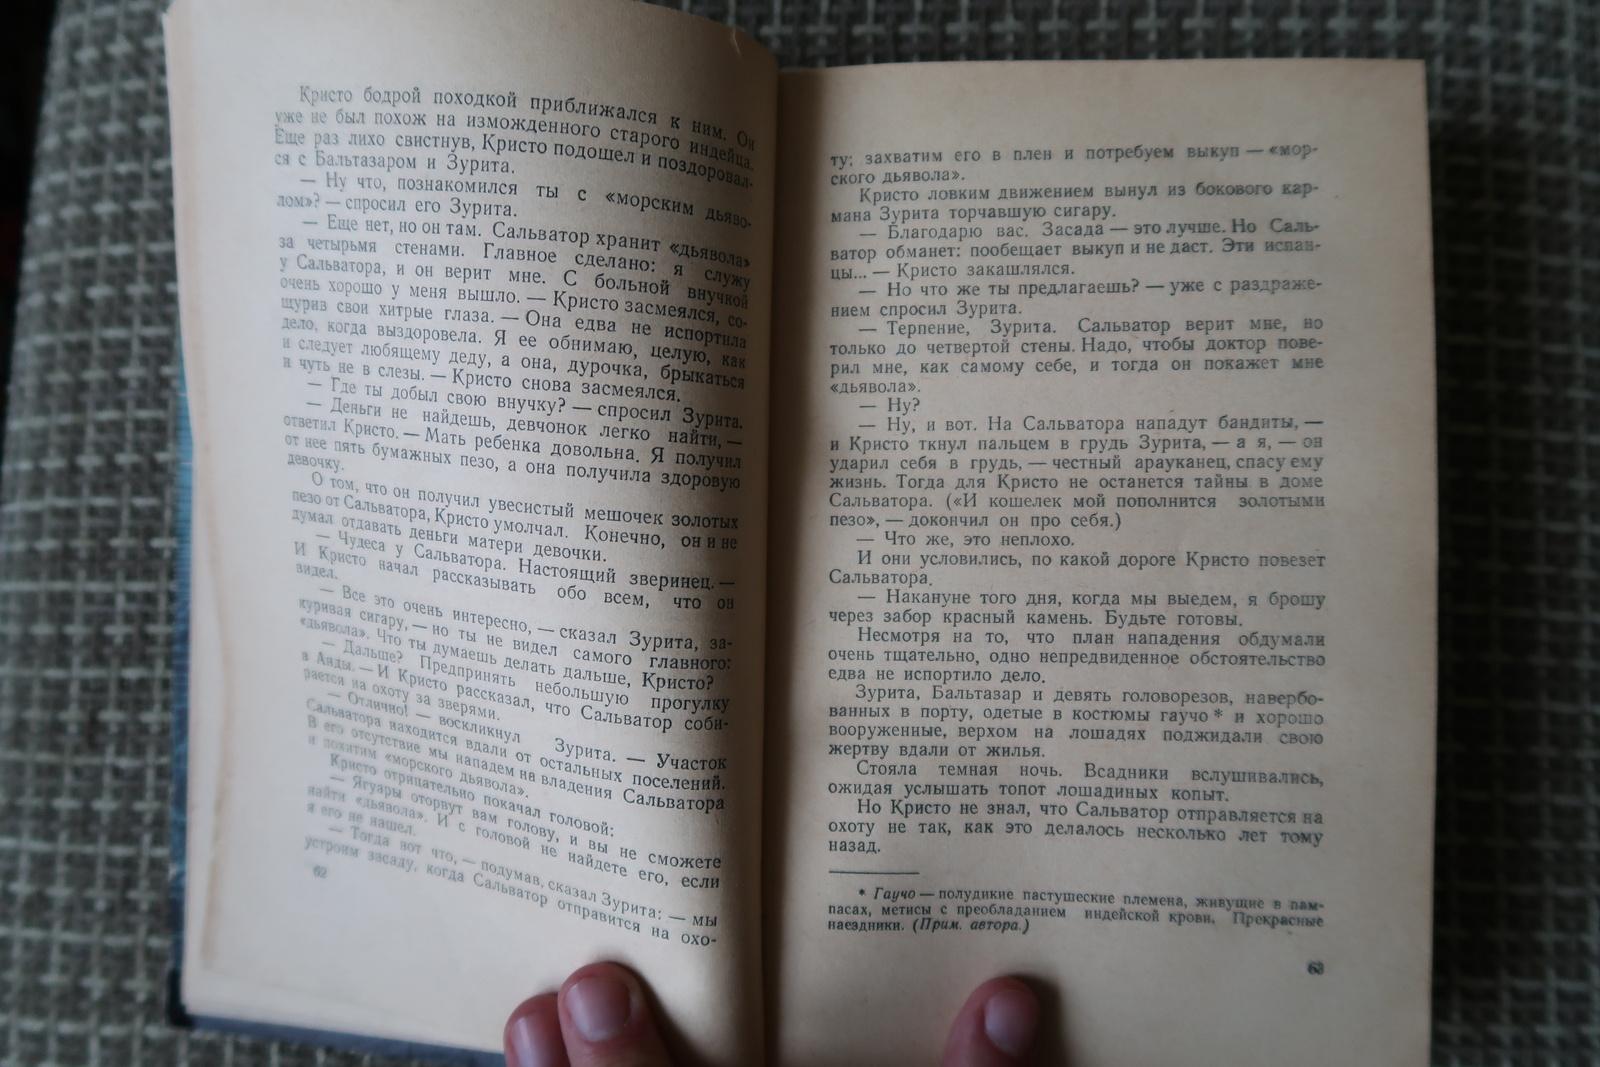 Кристо бодрой походкой приближался к ним. Он
уже не был похож на изможденного старого индейца.
Еще раз лихо свистнув, Кристо подошел и поздоровал-
ся с Бальтазаром и Зурита.
— Ну что, познакомился ты с «морским дьяво-
лом»? — спросил его Зурита.
— Еще нет, но он там. Сальватор хранит «дьявола»
за четырьмя стенами. Главное сделано: я служу
у Сальватора, и он верит мне. С больной внучкой
очень хорошо у меня вышло. — Кристо засмеялся, со-
щурив свои хитрые глаза. — Она едва не испортила
дело, когда выздоровела. Я ее обнимаю, целую, как
и следует любящему деду, а она, дурочка, брыкаться
и чуть не в слезы. — Кристо снова засмеялся.
— Где ты добыл свою внучку? — спросил Зурита.
— Деньги не найдешь, девчонок легко найти, —
ответил Кристо. — Мать ребенка довольна. Я получил
от нее пять бумажных пезо, а она получила здоровую
девочку.
О том, что он получил увесистый мешочек золотых
пезо от Сальватора, Кристо умолчал. Конечно, он и не
думал отдавать деньги матери девочки.
— Чудеса у Сальватора. Настоящий зверинец. —
И Кристо начал рассказывать обо всем, что он
видел.
— Все это очень интересно, — сказал Зурита, за-
куривая сигару, — но ты не видел самого главного:
«дьявола». Что ты думаешь делать дальше, Кристо?
— Дальше? Предпринять небольшую прогулку
в Анды. — И Кристо рассказал, что Сальватор соби-
рается на охоту за зверями.
— Отлично! — воскликнул Зурита. — Участок
Сальватора находится вдали от остальных поселений.
В его отсутствие мы нападем на владения Сальватора
и похитим «морского дьявола».
Кристо отрицательно покачал головой:
— Ягуары оторвут вам голову, и вы не сможете
найти «дьявола». И с головой не найдете его, если
я его не нашел.
— Тогда вот что, — подумав, сказал Зурита: — мы
устроим засаду, когда Сальватор отправится на охо-
62
ту; захватим его в плен и потребуем выкуп — «мор-
ского дьявола».
Кристо ловким движением вынул из бокового кар-
мана Зурита торчавшую сигару.
— Благодарю вас. Засада — это лучше. Но Саль-
ватор обманет: пообещает выкуп и не даст. Эти испан-
цы... — Кристо закашлялся.
— Но что же ты предлагаешь? — уже с раздраже-
нием спросил Зурита.
— Терпение, Зурита. Сальватор верит мне, но
только до четвертой стены. Надо, чтобы доктор пове-
рил мне, как самому себе, и тогда он покажет мне
«дьявола».
— Ну?
— Ну, и вот. На Сальватора нападут бандиты, —
и Кристо ткнул пальцем в грудь Зурита, — а я, — он
ударил себя в грудь, — честный арауканец, спасу ему
жизнь. Тогда для Кристо не останется тайны в доме
Сальватора. («И кошелек мой пополнится золотыми
пезо», — докончил он про себя.)
— Что же, это неплохо.
И они условились, по какой дороге Кристо повезет
Сальватора.
— Накануне того дня, когда мы выедем, я брошу
через забор красный камень. Будьте готовы.
Несмотря на то, что план нападения обдумали
очень тщательно, одно непредвиденное обстоятельство
едва не испортило дело.
Зурита, Бальтазар и девять головорезов, навербо-
ванных в порту, одетые в костюмы гаучо * и хорошо
вооруженные, верхом на лошадях поджидали свою
жертву вдали от жилья.
Стояла темная ночь. Всадники вслушивались,
ожидая услышать топот лошадиных копыт.
Но Кристо не знал, что Сальватор отправляется на
охоту не так, как это делалось несколько лет тому
назад.
* Гаучо — полудикие пастушеские племена, живущие в пам-
пасах, метисы с преобладанием индейской крови. Прекрасные
наездники. (Прим. автора.)
63